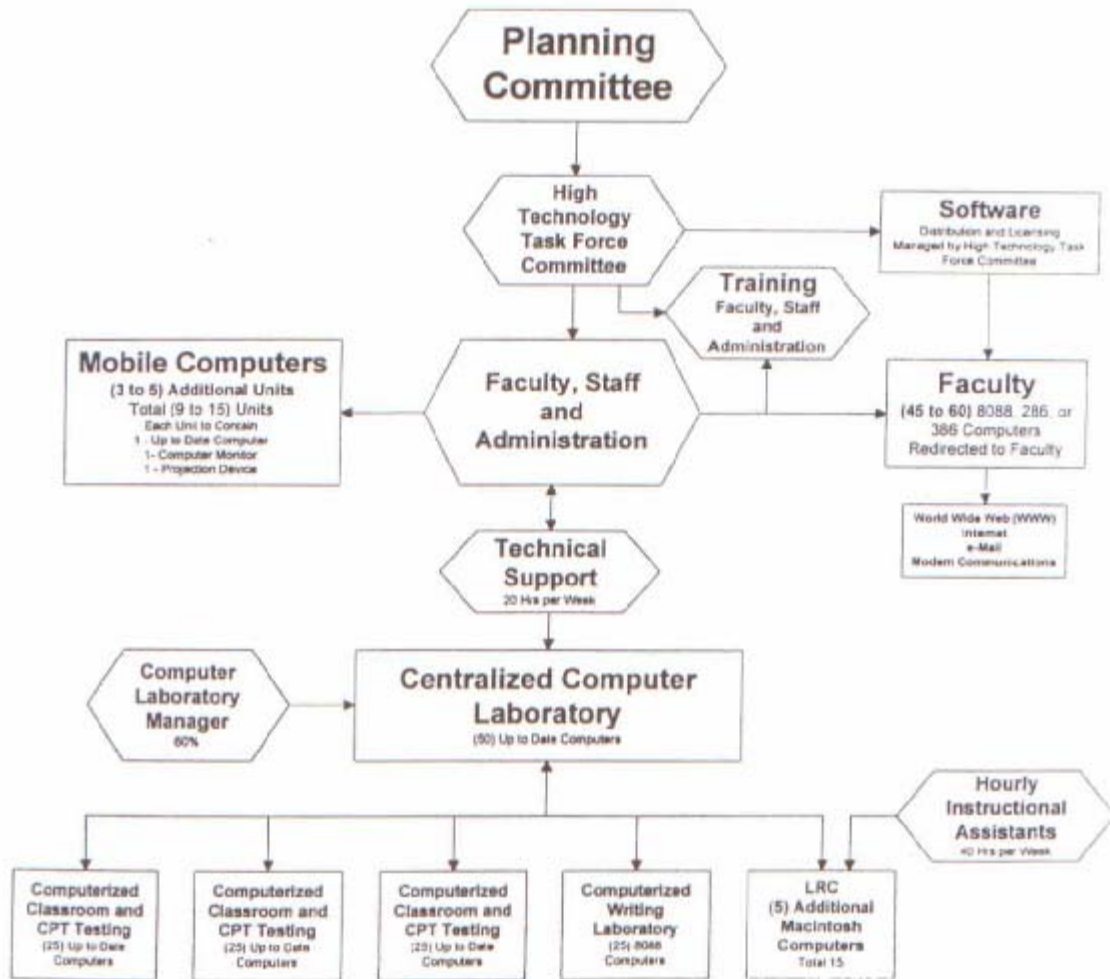 Planning
Committee
High
Technology
Task Force
Committee
Software
Distribution and Licensing
Managed by High Technology Task
Force Committee
Training
Faculty, Staff
and
Administration
Mobile Computers
(3 to 5) Additional Units
Total (9 to 15) Units
Each Unit to Contain
1 - Up to Date Computer
1- Computer Monitor
1 - Projection Device
Faculty, Staff
and
Administration
Faculty
(45 to 60) 8088, 286, or
386 Computers
Redirected to Faculty
World Wide Web (WWW)
Internet
e-Mail
Modem Communications
Technical
Support
20 Hrs per Week
Computer
Laboratory
Manager
60%
Centralized Computer
Laboratory
(50) Up to Date Computers
Hourly
Instructional
Assistants
40 Hrs per Week
Computerized
Classroom and
CPT Testing
(25) Up to Date
Computers
Computerized
Classroom and
CPT Testing
(25) Up to Date
Computers
Computerized
Classroom and
CPT Testing
(25) Up to Date
Computers
Computerized
Writing
Laboratory
(25) 8088
Computers
LRC
(5) Additional
Macintosh
Computers
Total 15